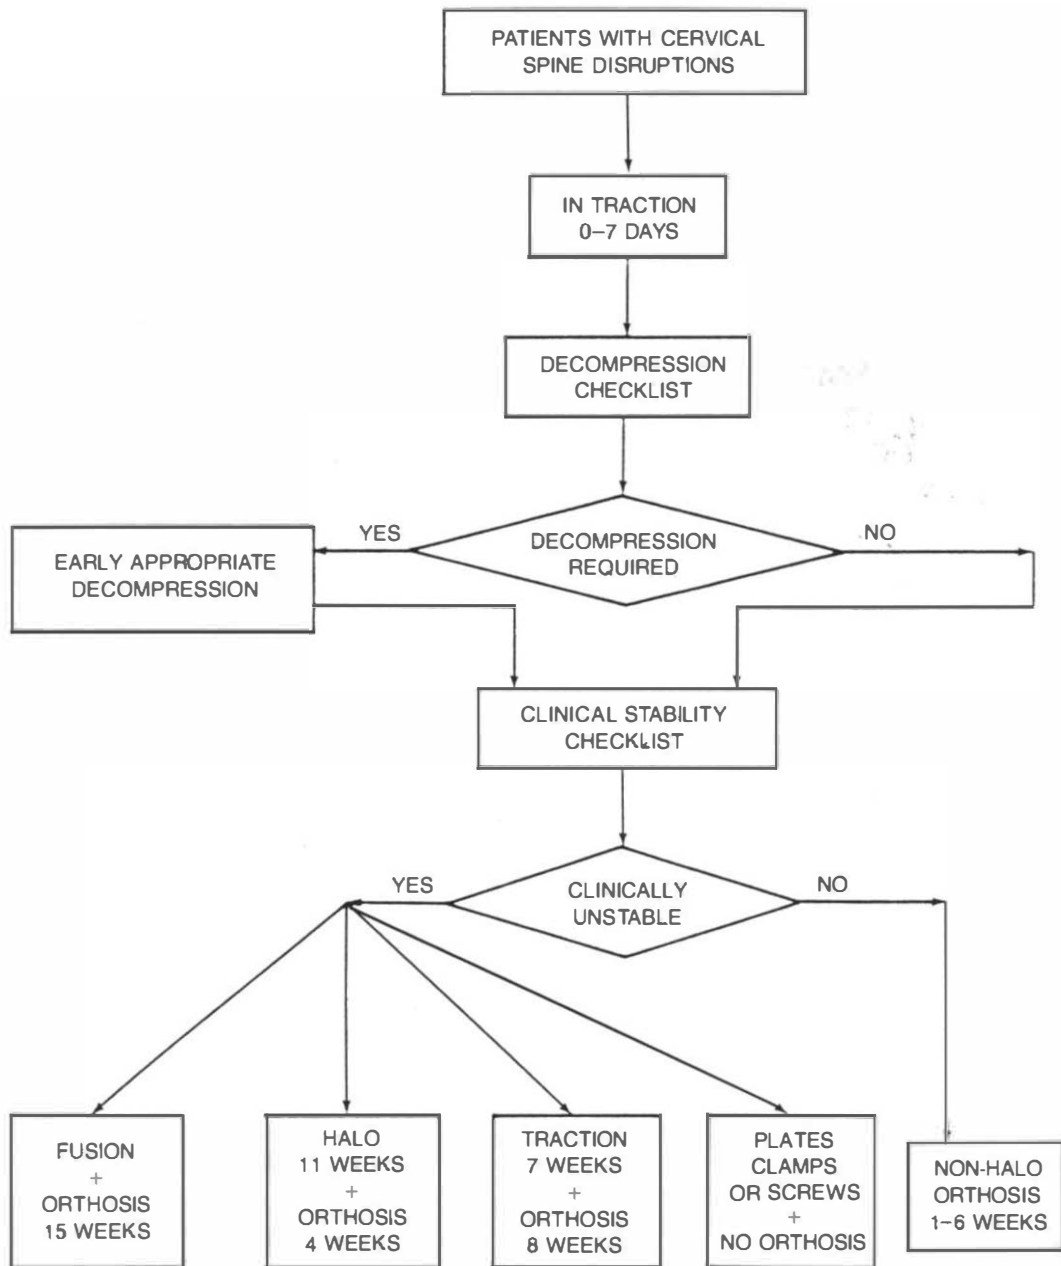 PATIENTS WITH CERVICAL
SPINE DISRUPTIONS
IN TRACTION
0–7 DAYS
DECOMPRESSION
CHECKLIST
YES
DECOMPRESSION
REQUIRED
NO
EARLY APPROPRIATE
DECOMPRESSION
CLINICAL STABILITY
CHECKLIST
YES
CLINICALLY
UNSTABLE
NO
FUSION
+
ORTHOSIS
15 WEEKS
HALO
11 WEEKS
+
ORTHOSIS
4 WEEKS
TRACTION
7 WEEKS
+
ORTHOSIS
8 WEEKS
PLATES
CLAMPS
OR SCREWS
+
NO ORTHOSIS
NON-HALO
ORTHOSIS
1–6 WEEKS